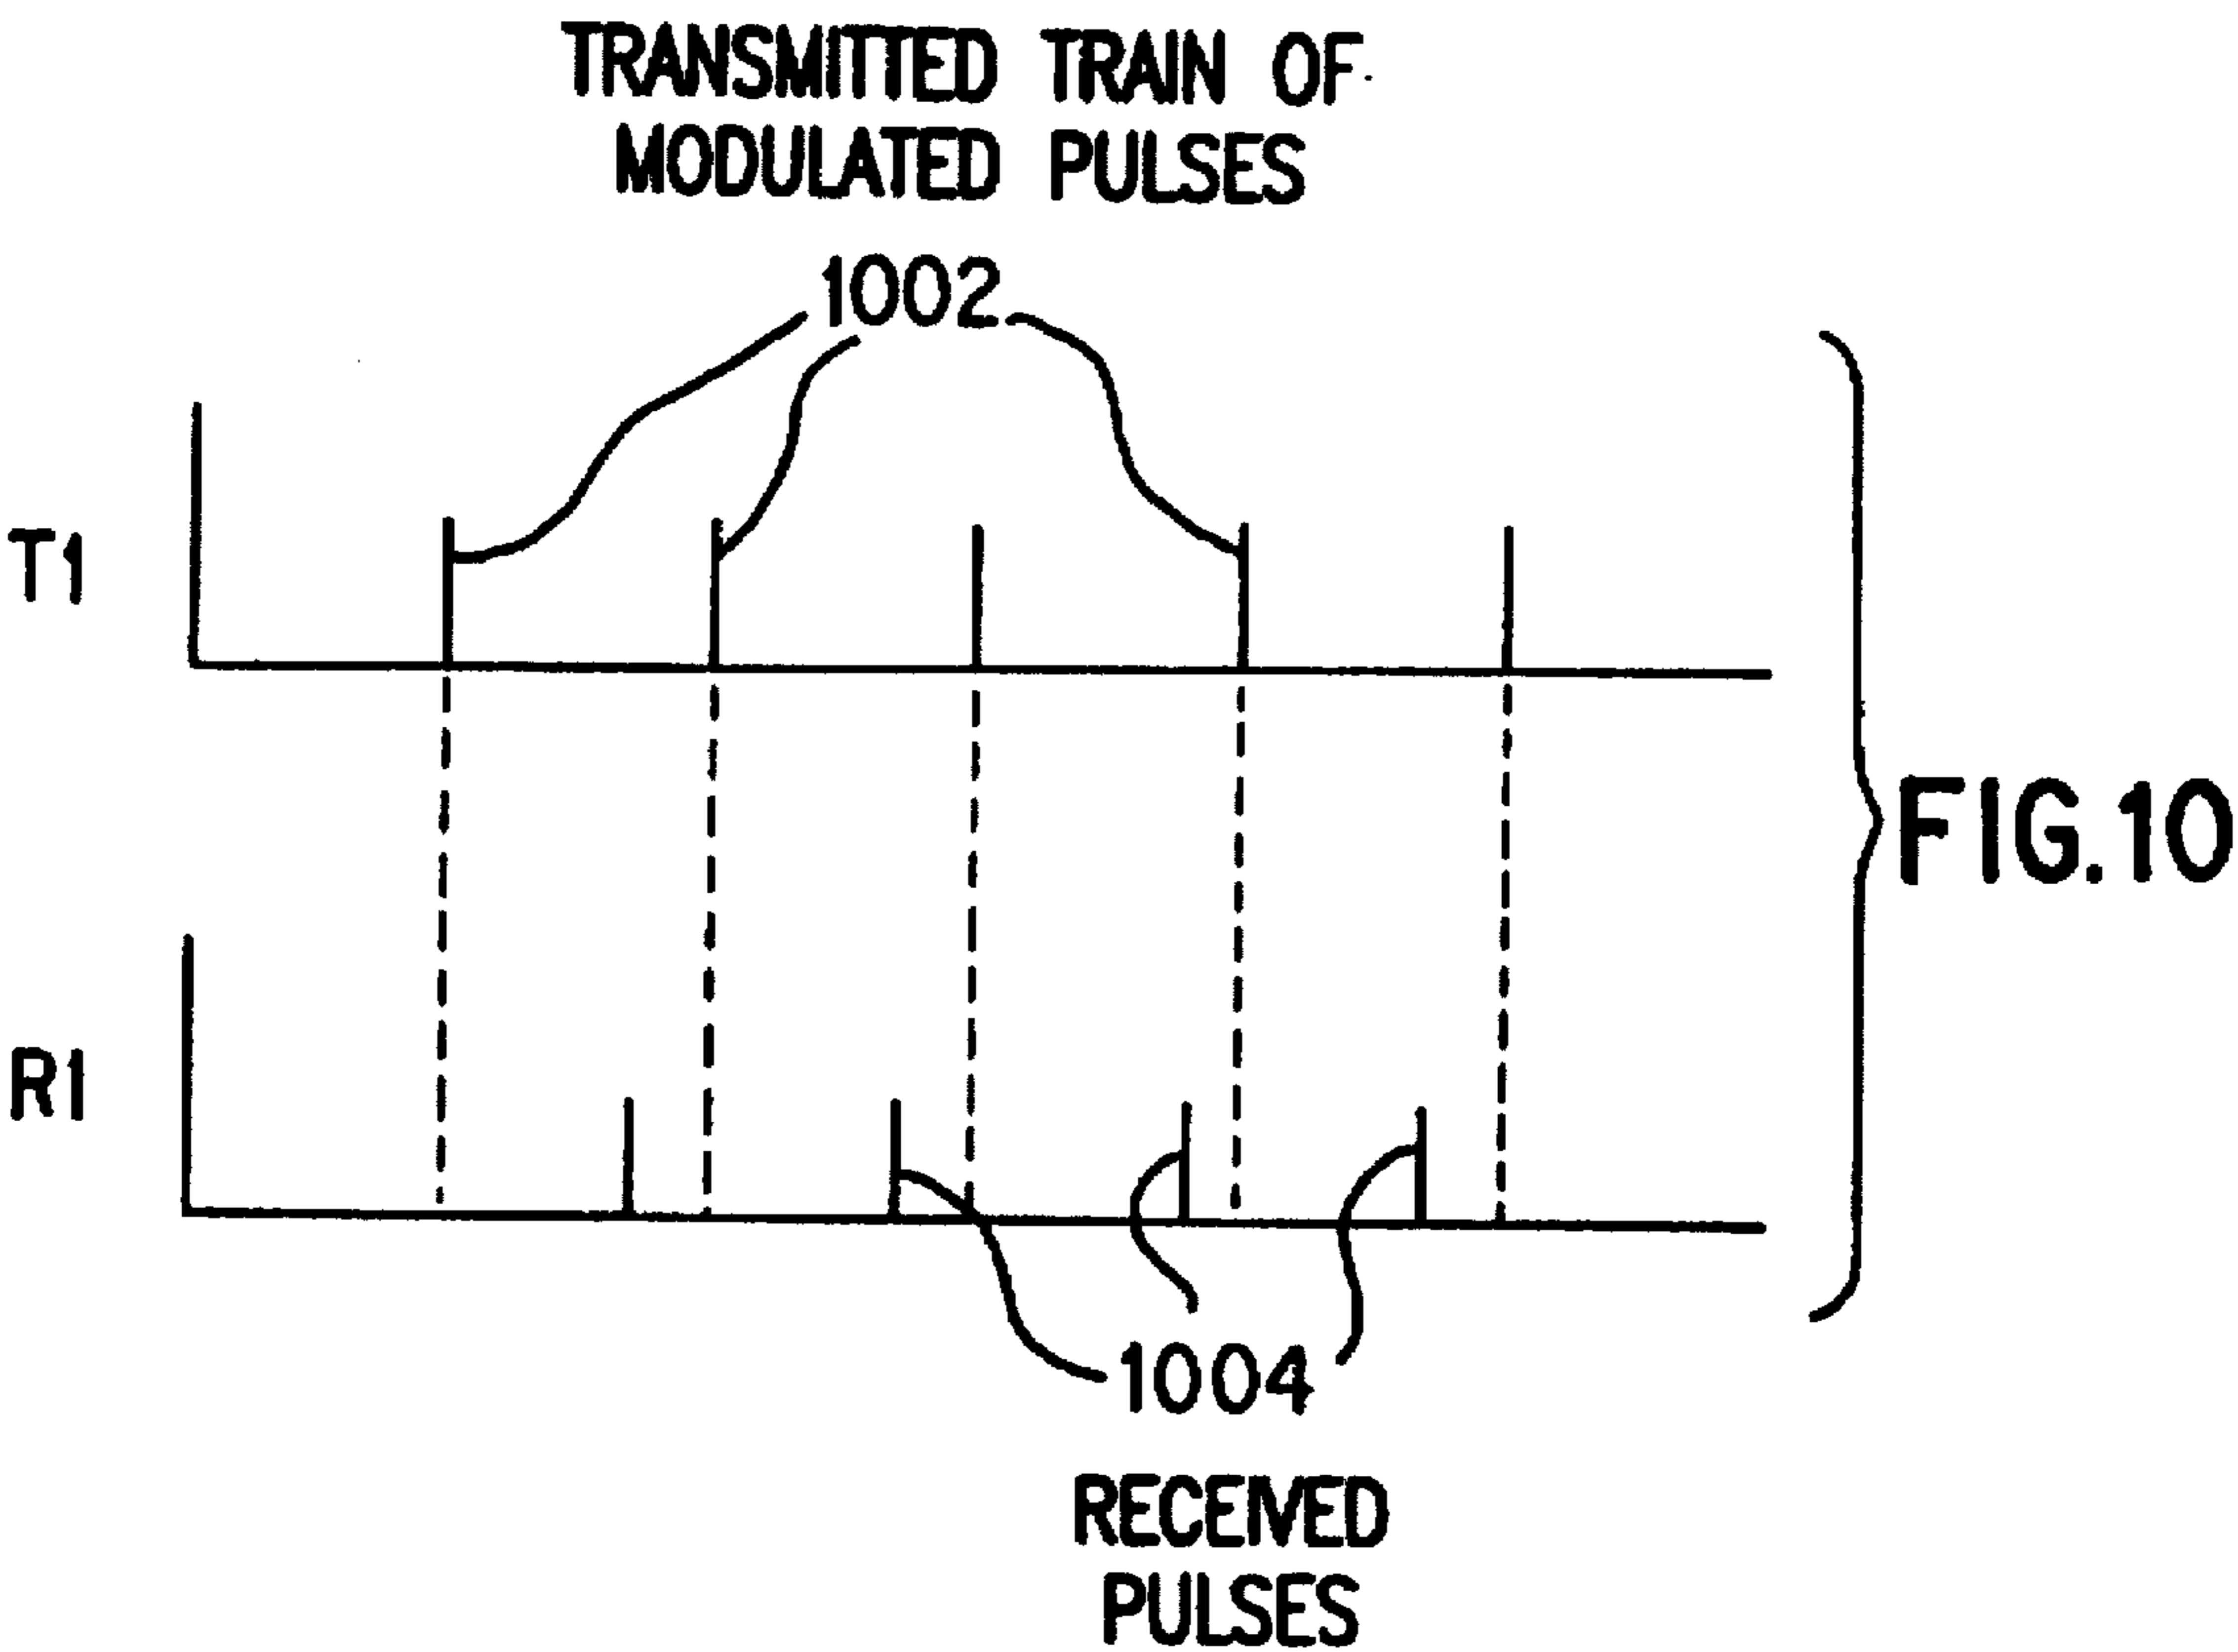 TRANSMITTED TRAIN OF
MODULATED PULSES
1002
T1
FIG.10
R1
1004
RECEIVED
PULSES